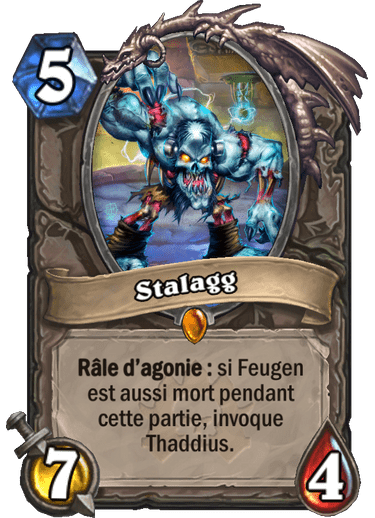 5
Stalagg
Râle d’agonie : si Feugen
est aussi mort pendant
cette partie, invoque
Thaddius.
7
4